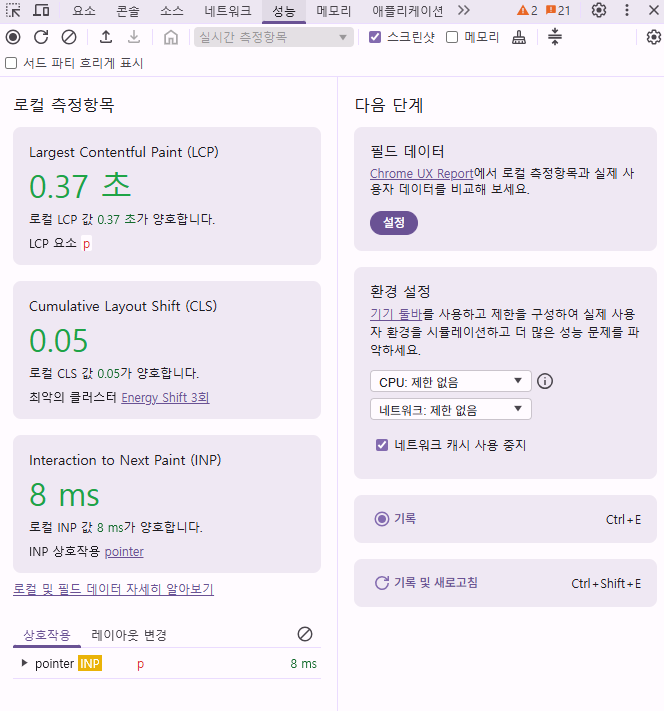 요소 콘솔 소스 네트워크 성능 메모리 애플리케이션 2 21
실시간 측정항목 스크린샷 메모리
서드 파티 흐리게 표시
로컬 측정항목
Largest Contentful Paint (LCP)
0.37 초
로컬 LCP 값 0.37 초가 양호합니다.
LCP 요소 p
Cumulative Layout Shift (CLS)
0.05
로컬 CLS 값 0.05가 양호합니다.
최악의 클러스터 Energy Shift 3회
Interaction to Next Paint (INP)
8 ms
로컬 INP 값 8 ms가 양호합니다.
INP 상호작용 pointer
로컬 및 필드 데이터 자세히 알아보기
상호작용 레이아웃 변경
pointer INP p 8 ms
다음 단계
필드 데이터
Chrome UX Report에서 로컬 측정항목과 실제 사
용자 데이터를 비교해 보세요.
설정
환경 설정
기기 툴바를 사용하고 제한을 구성하여 실제 사용
자 환경을 시뮬레이션하고 더 많은 성능 문제를 파
악하세요.
CPU: 제한 없음
네트워크: 제한 없음
네트워크 캐시 사용 중지
기록 Ctrl+E
기록 및 새로고침 Ctrl+Shift+E